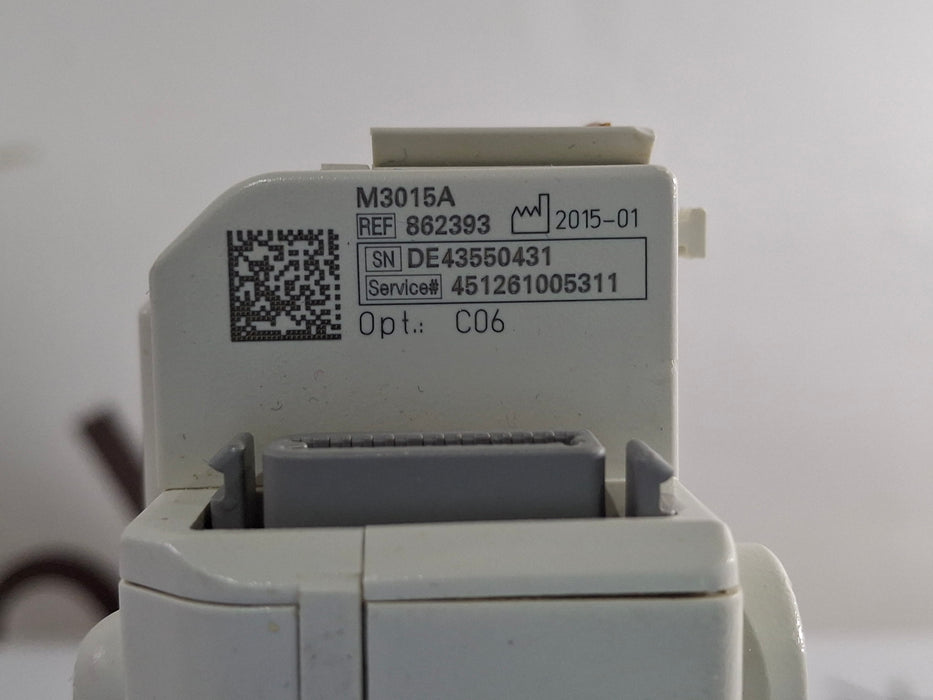 M3015A
REF 862393 2015-01
SN DE43550431
Service# 451261005311
Opt.: C06